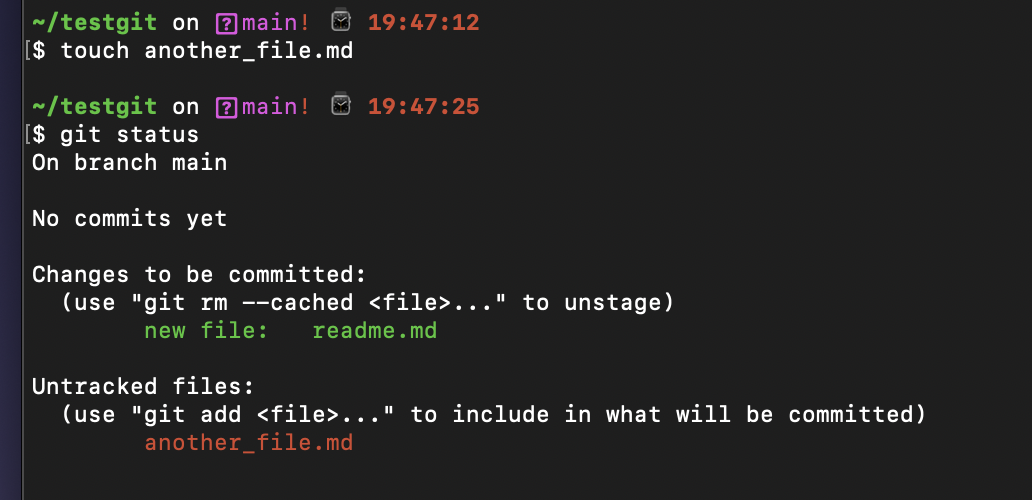 ~/testgit on ?main! 19:47:12
[$ touch another_file.md
~/testgit on ?main! 19:47:25
[$ git status
On branch main
No commits yet
Changes to be committed:
(use "git rm --cached <file>..." to unstage)
new file: readme.md
Untracked files:
(use "git add <file>..." to include in what will be committed)
another_file.md